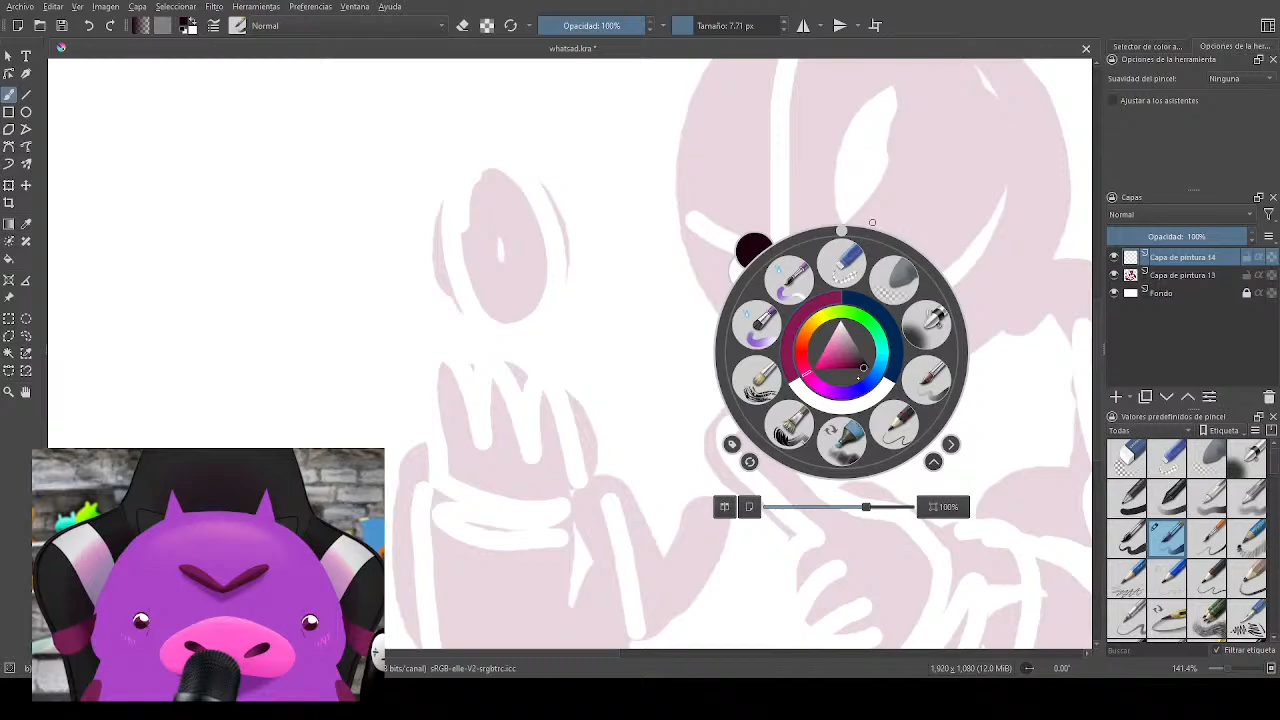 Archivo Editar Ver Imagen Capa Seleccionar Filtro Herramientas Preferencias Ventana Ayuda
Normal Opacidad: 100% Tamaño: 7.71 px
whatsad.kra *
Selector de color a... Opciones de la herr...
Opciones de la herramienta
Suavidad del pincel: Ninguna
Ajustar a los asistentes
Capas
Normal
Opacidad: 100%
Capa de pintura 14
Capa de pintura 13
Fondo
Valores predefinidos de pincel
Todas Etiqueta
100%
Buscar Filtrar etiqueta
bits/canal) sRGB-elle-V2-srgbtrc.icc 1,920 x 1,080 (12.0 MiB) 0.00° 141.4%